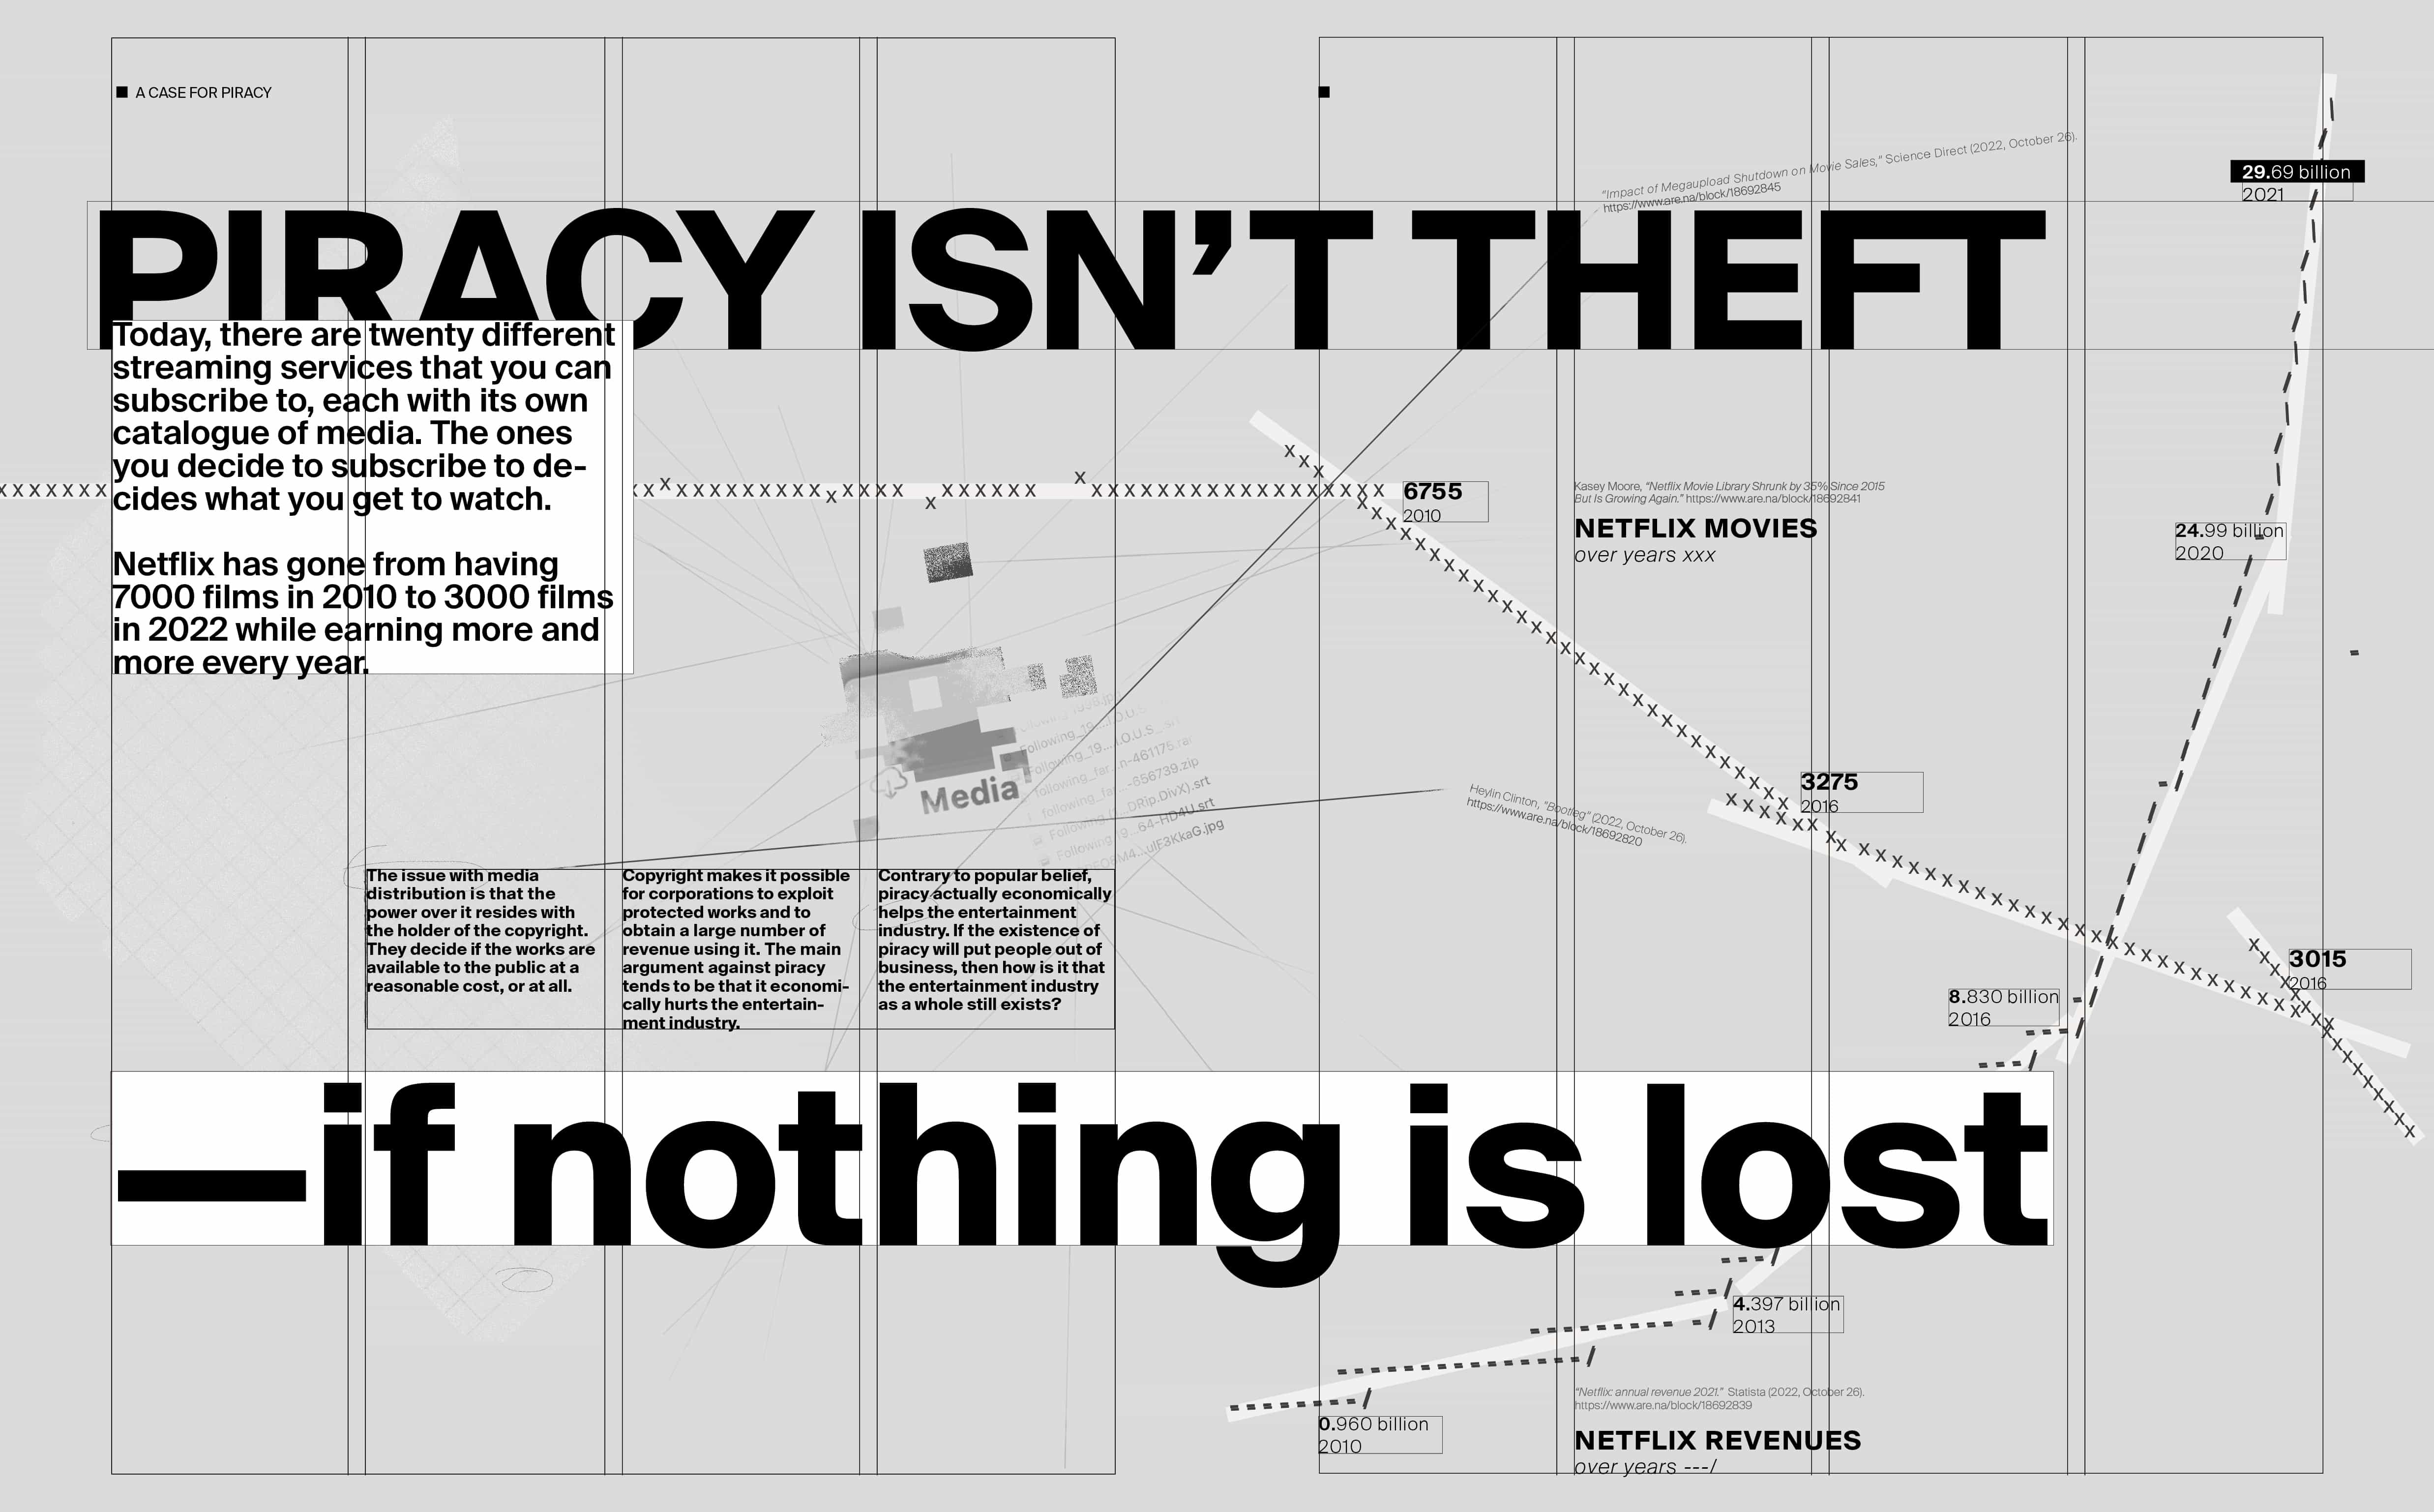 ■ A CASE FOR PIRACY
PIRACY ISN’T THEFT
Today, there are twenty different
streaming services that you can
subscribe to, each with its own
catalogue of media. The ones
you decide to subscribe to de-
cides what you get to watch.
Netflix has gone from having
7000 films in 2010 to 3000 films
in 2022 while earning more and
more every year.
The issue with media
distribution is that the
power over it resides with
the holder of the copyright.
They decide if the works are
available to the public at a
reasonable cost, or at all.
Copyright makes it possible
for corporations to exploit
protected works and to
obtain a large number of
revenue using it. The main
argument against piracy
tends to be that it economi-
cally hurts the entertain-
ment industry.
Contrary to popular belief,
piracy actually economically
helps the entertainment
industry. If the existence of
piracy will put people out of
business, then how is it that
the entertainment industry
as a whole still exists?
—if nothing is lost
Media
"Impact of Megaupload Shutdown on Movie Sales," Science Direct (2022, October 26).
https://www.are.na/block/18692845
Kasey Moore, "Netflix Movie Library Shrunk by 35% Since 2015
But Is Growing Again." https://www.are.na/block/18692841
NETFLIX MOVIES
over years xxx
6755
2010
3275
2016
3015
2016
Heylin Clinton, "Bootleg" (2022, October 26).
https://www.are.na/block/18692820
"Netflix annual revenue 2021." Statista (2022, October 26).
https://www.are.na/block/18692839
NETFLIX REVENUES
over years ---/
0.960 billion
2010
4.397 billion
2013
8.830 billion
2016
24.99 billion
2020
29.69 billion
2021